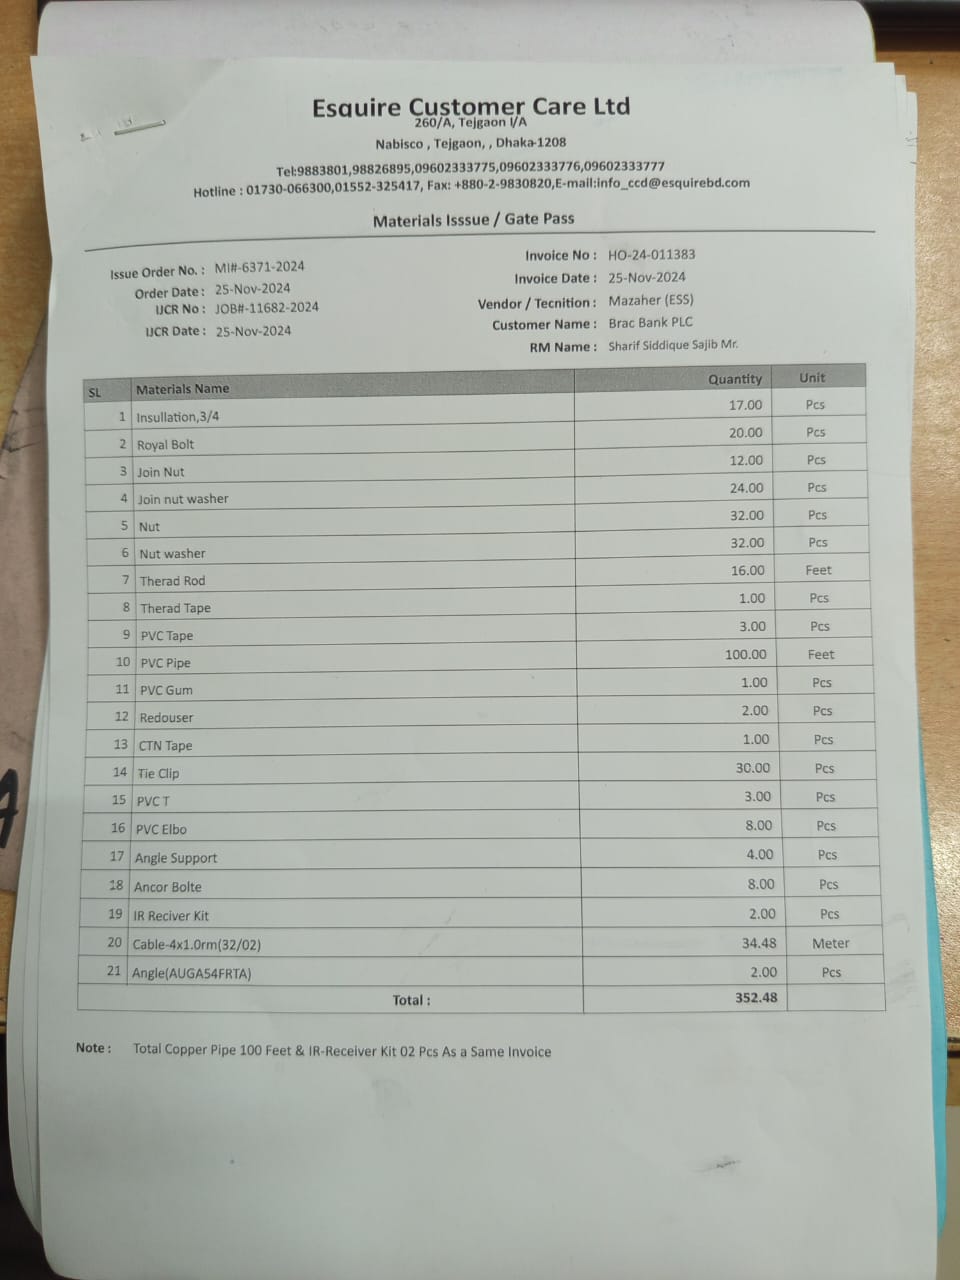 Esquire Customer Care Ltd
260/A, Tejgaon I/A
Nabisco , Tejgaon, , Dhaka-1208
Tel:9883801,98826895,09602333775,09602333776,09602333777
Hotline : 01730-066300,01552-325417, Fax: +880-2-9830820,E-mail:info_ccd@esquirebd.com
Materials Isssue / Gate Pass
Issue Order No. : MI#-6371-2024
Order Date : 25-Nov-2024
IJCR No : JOB#-11682-2024
IJCR Date : 25-Nov-2024
Invoice No : HO-24-011383
Invoice Date : 25-Nov-2024
Vendor / Tecnition : Mazaher (ESS)
Customer Name : Brac Bank PLC
RM Name : Sharif Siddique Sajib Mr.
SL Materials Name Quantity Unit
1 Insullation,3/4 17.00 Pcs
2 Royal Bolt 20.00 Pcs
3 Join Nut 12.00 Pcs
4 Join nut washer 24.00 Pcs
5 Nut 32.00 Pcs
6 Nut washer 32.00 Pcs
7 Therad Rod 16.00 Feet
8 Therad Tape 1.00 Pcs
9 PVC Tape 3.00 Pcs
10 PVC Pipe 100.00 Feet
11 PVC Gum 1.00 Pcs
12 Redouser 2.00 Pcs
13 CTN Tape 1.00 Pcs
14 Tie Clip 30.00 Pcs
15 PVC T 3.00 Pcs
16 PVC Elbo 8.00 Pcs
17 Angle Support 4.00 Pcs
18 Ancor Bolte 8.00 Pcs
19 IR Reciver Kit 2.00 Pcs
20 Cable-4x1.0rm(32/02) 34.48 Meter
21 Angle(AUGA54FRTA) 2.00 Pcs
Total : 352.48
Note : Total Copper Pipe 100 Feet & IR-Receiver Kit 02 Pcs As a Same Invoice